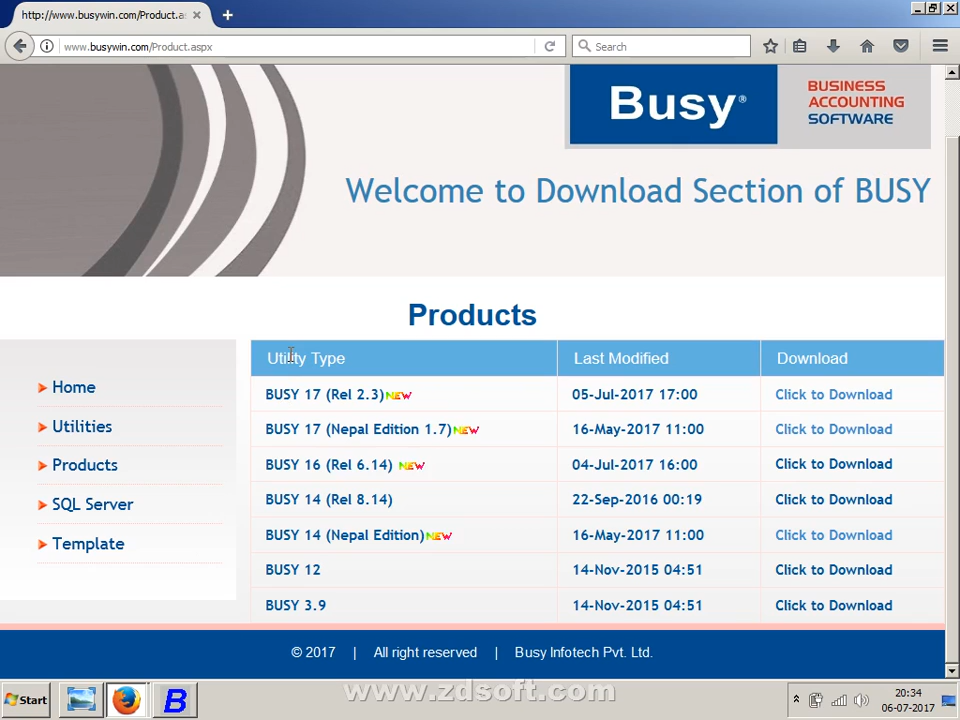 http://www.busywin.com/Product.as
www.busywin.com/Product.aspx
Search
Busy®
BUSINESS
ACCOUNTING
SOFTWARE
Welcome to Download Section of BUSY
Products
Home
Utilities
Products
SQL Server
Template
Utility Type Last Modified Download
BUSY 17 (Rel 2.3) NEW 05-Jul-2017 17:00 Click to Download
BUSY 17 (Nepal Edition 1.7) NEW 16-May-2017 11:00 Click to Download
BUSY 16 (Rel 6.14) NEW 04-Jul-2017 16:00 Click to Download
BUSY 14 (Rel 8.14) 22-Sep-2016 00:19 Click to Download
BUSY 14 (Nepal Edition) NEW 16-May-2017 11:00 Click to Download
BUSY 12 14-Nov-2015 04:51 Click to Download
BUSY 3.9 14-Nov-2015 04:51 Click to Download
© 2017 | All right reserved | Busy Infotech Pvt. Ltd.
Start
B
www.zdsoft.com
20:34
06-07-2017